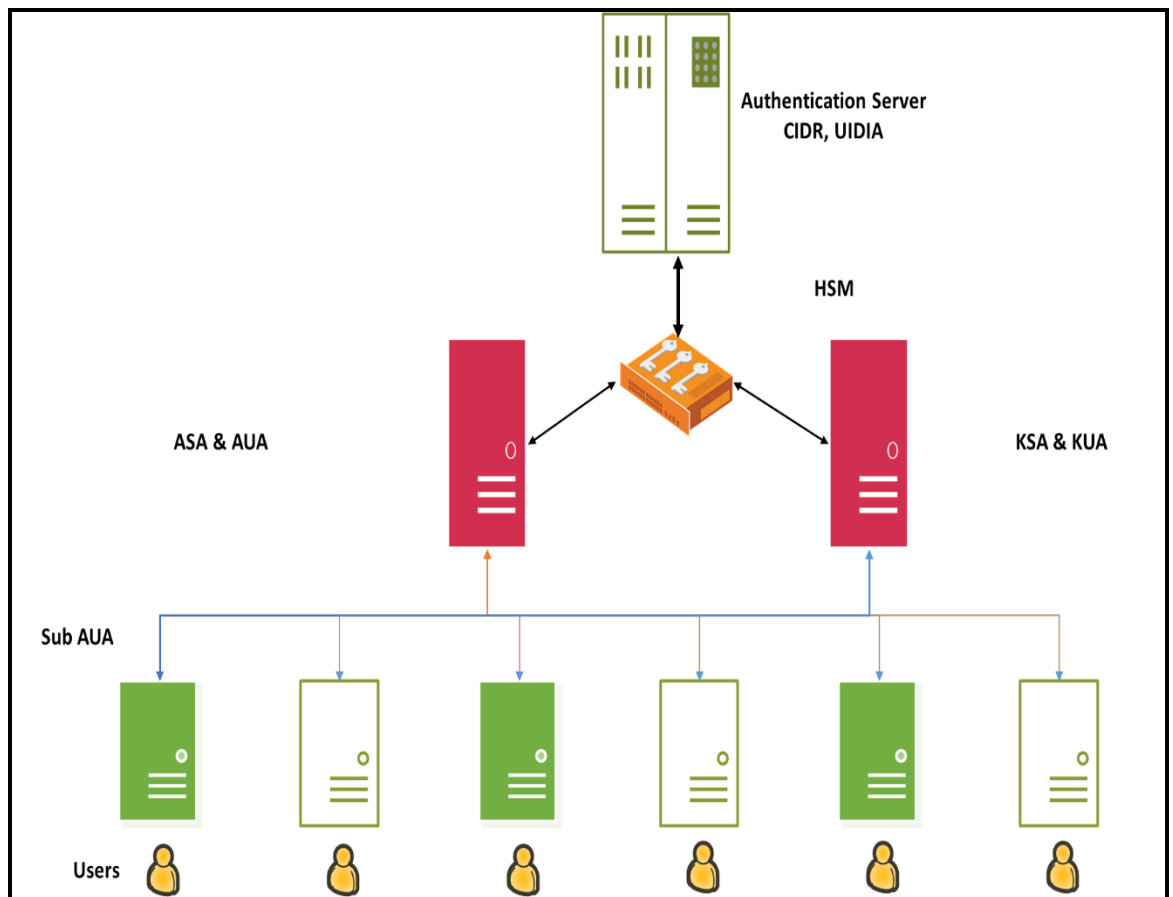 Authentication Server
CIDR, UIDIA
HSM
ASA & AUA
KSA & KUA
Sub AUA
Users